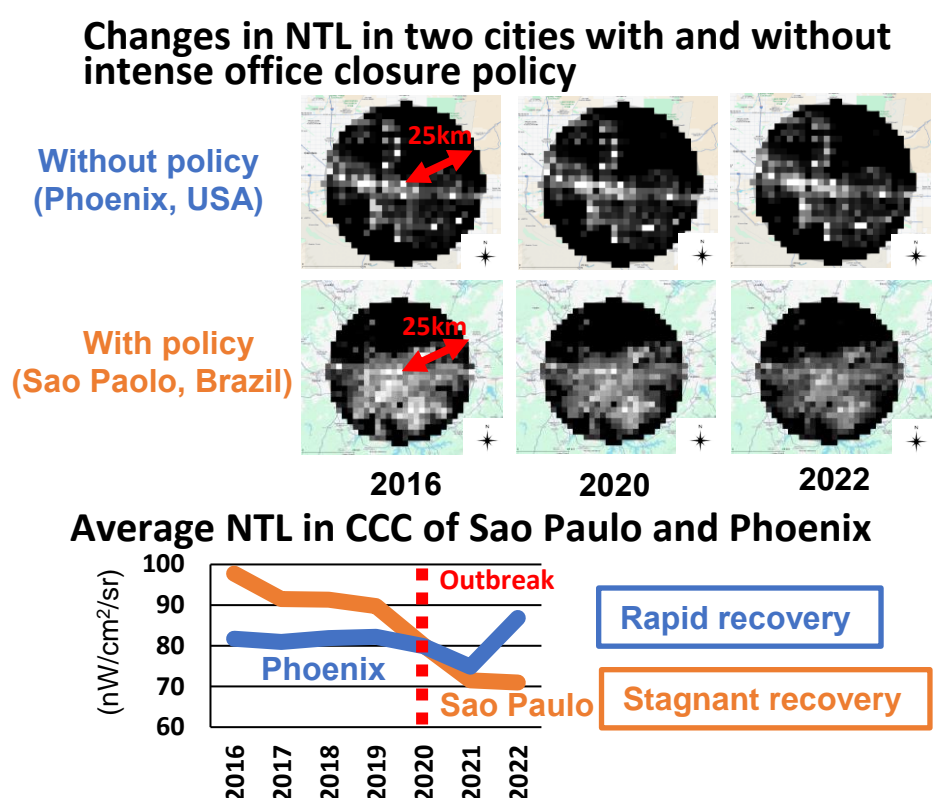 Changes in NTL in two cities with and without
intense office closure policy
Without policy
(Phoenix, USA)
25km
N
N
N
With policy
(Sao Paolo, Brazil)
25km
N
N
N
2016
2020
2022
Average NTL in CCC of Sao Paulo and Phoenix
(nW/cm²/sr)
100
90
80
70
60
Outbreak
Phoenix
Sao Paulo
Rapid recovery
Stagnant recovery
2016
2017
2018
2019
2020
2021
2022